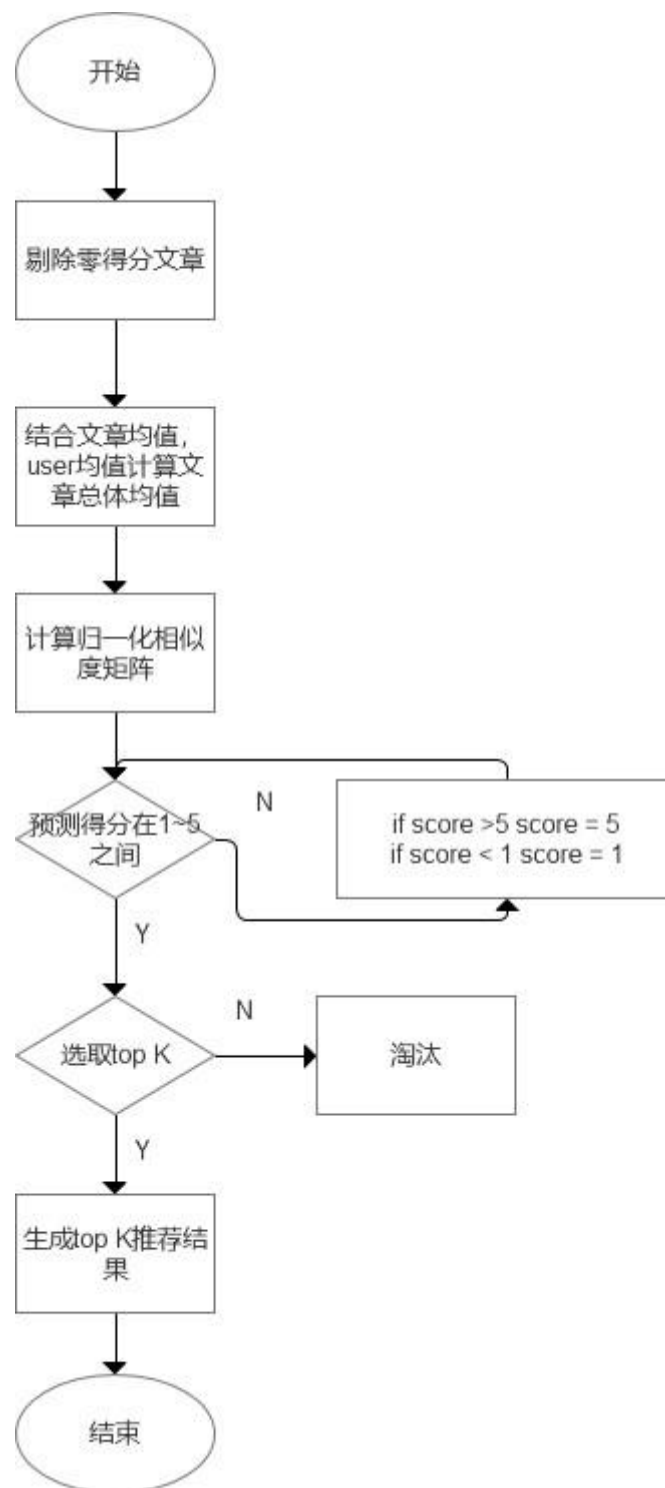 开始
剔除零得分文章
结合文章均值，
user均值计算文
章总体均值
计算归一化相似
度矩阵
预测得分在1~5
之间
N
if score >5 score = 5
if score < 1 score = 1
Y
选取top K
N
淘汰
Y
生成top K推荐结
果
结束